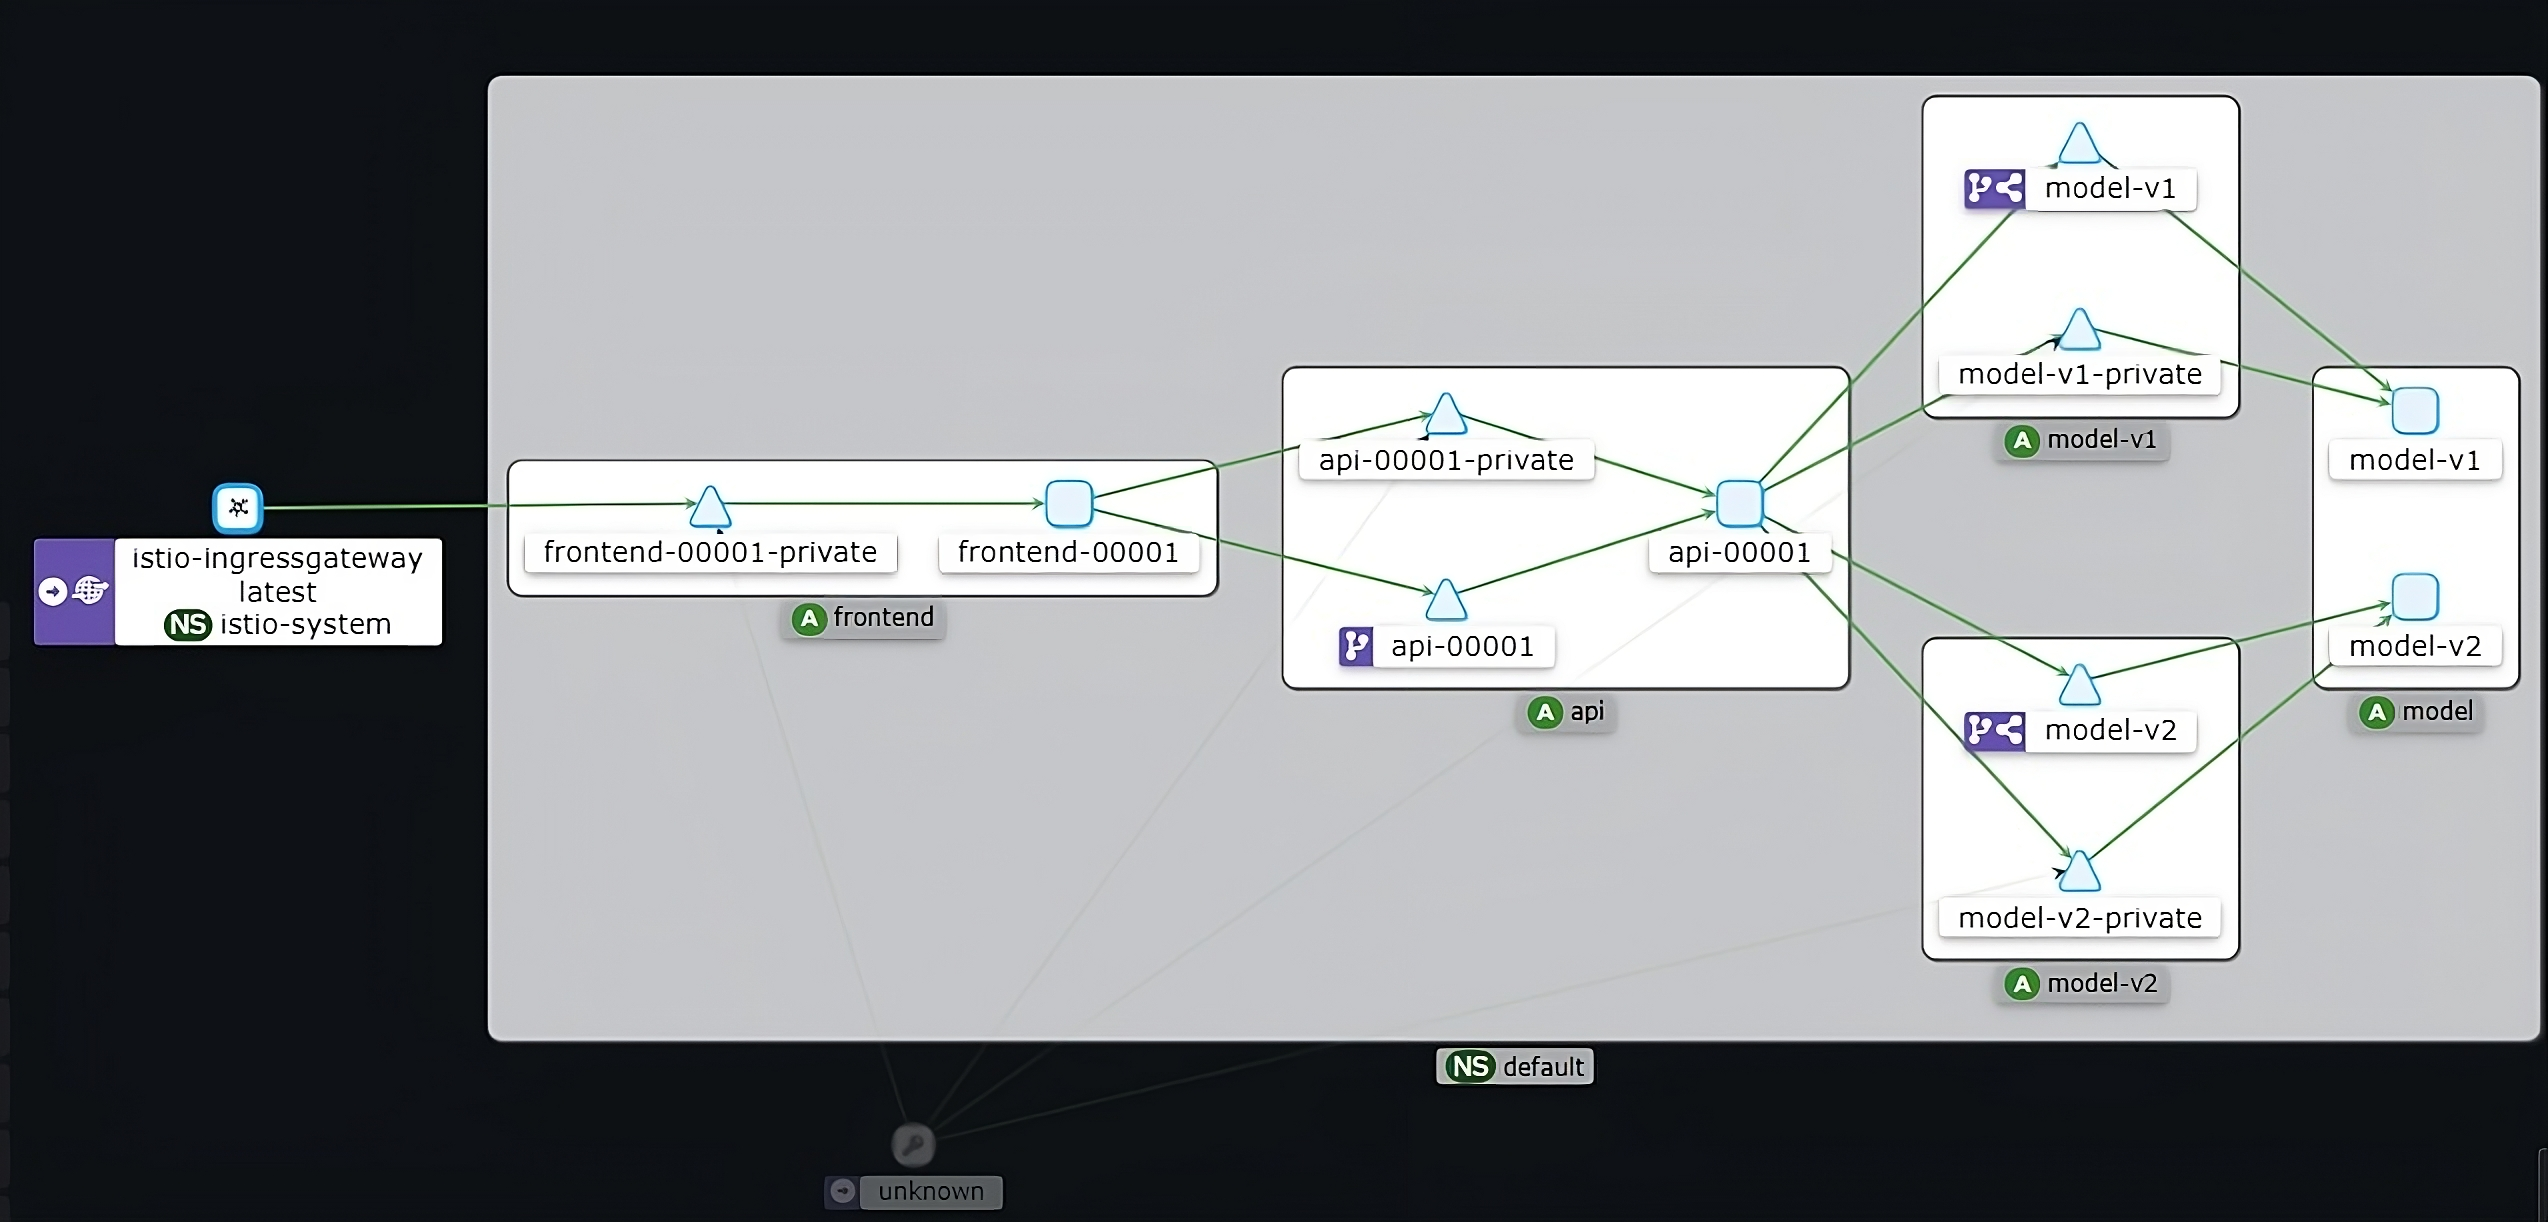 istio-ingressgateway
latest
NS istio-system
frontend-00001-private
frontend-00001
A frontend
api-00001-private
api-00001
api-00001
A api
model-v1
model-v1-private
A model-v1
model-v2
model-v2-private
A model-v2
model-v1
model-v2
A model
NS default
unknown